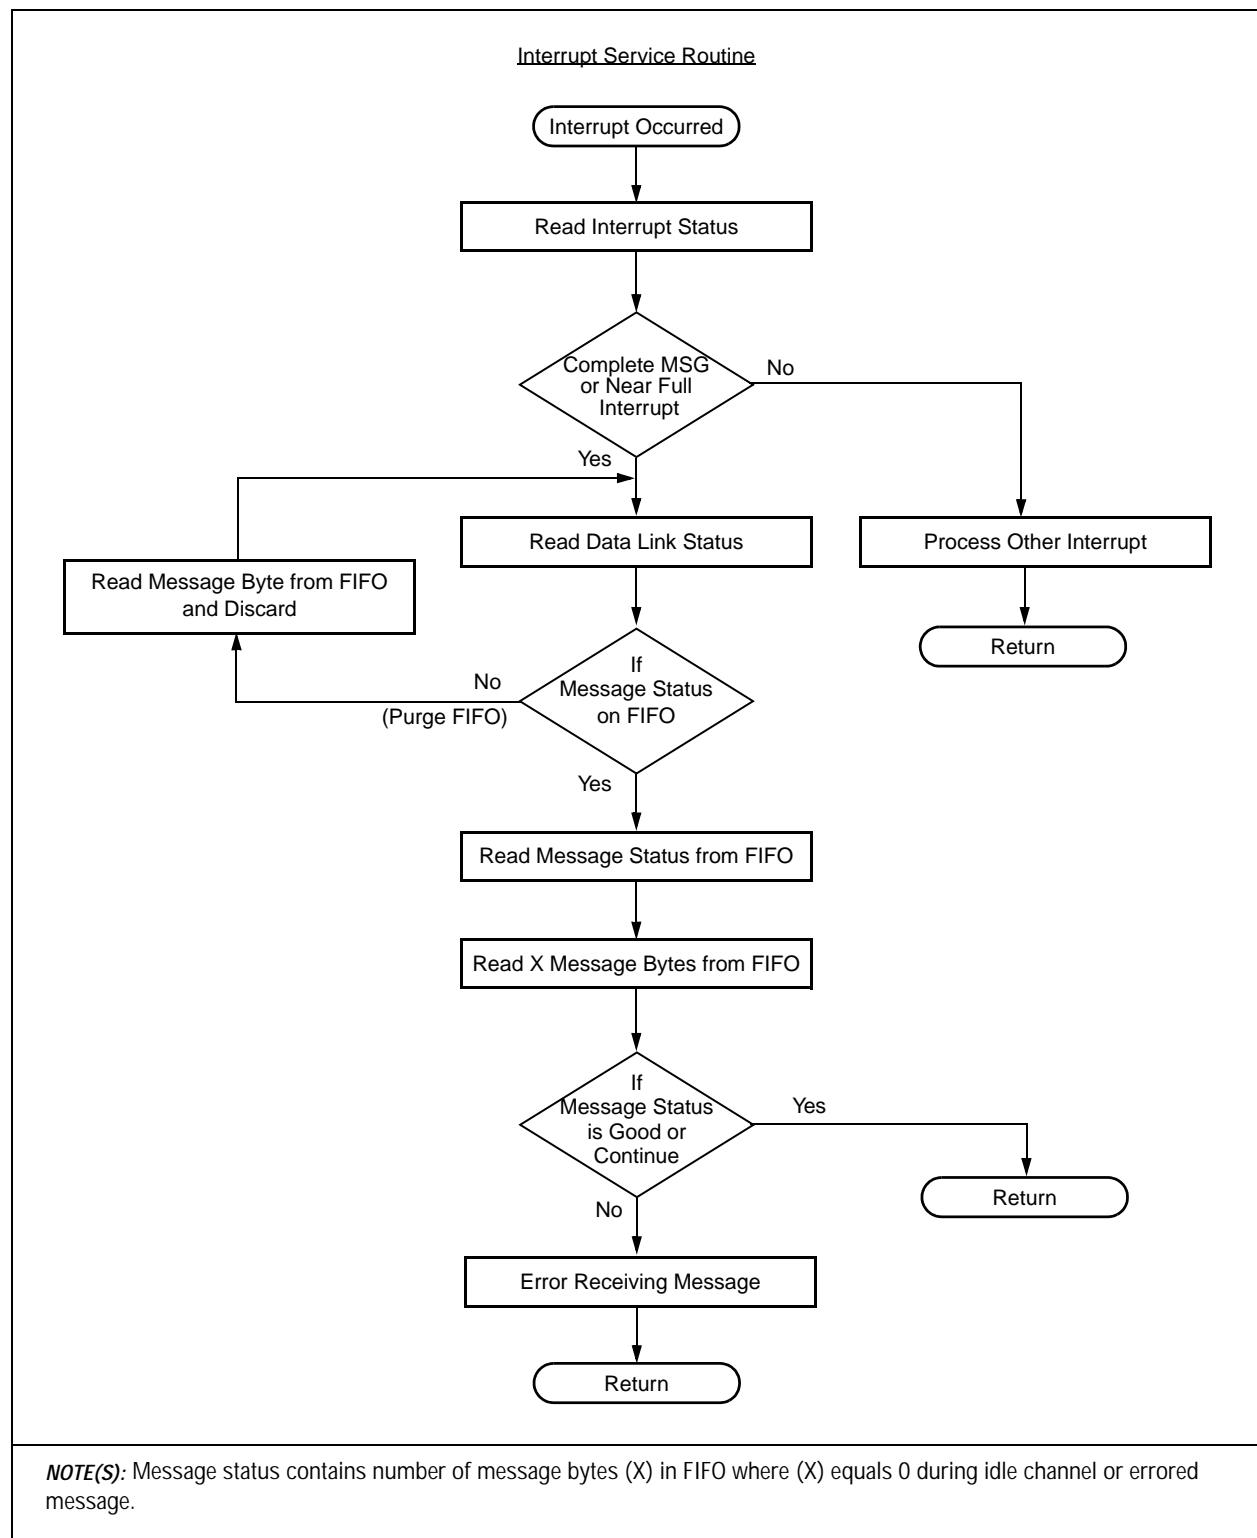 Interrupt Service Routine
Interrupt Occurred
Read Interrupt Status
Complete MSG
or Near Full
Interrupt
No
Yes
Read Data Link Status
Process Other Interrupt
Read Message Byte from FIFO
and Discard
Return
If
Message Status
on FIFO
No
(Purge FIFO)
Yes
Read Message Status from FIFO
Read X Message Bytes from FIFO
If
Message Status
is Good or
Continue
Yes
Return
No
Error Receiving Message
Return
NOTE(S): Message status contains number of message bytes (X) in FIFO where (X) equals 0 during idle channel or errored
message.